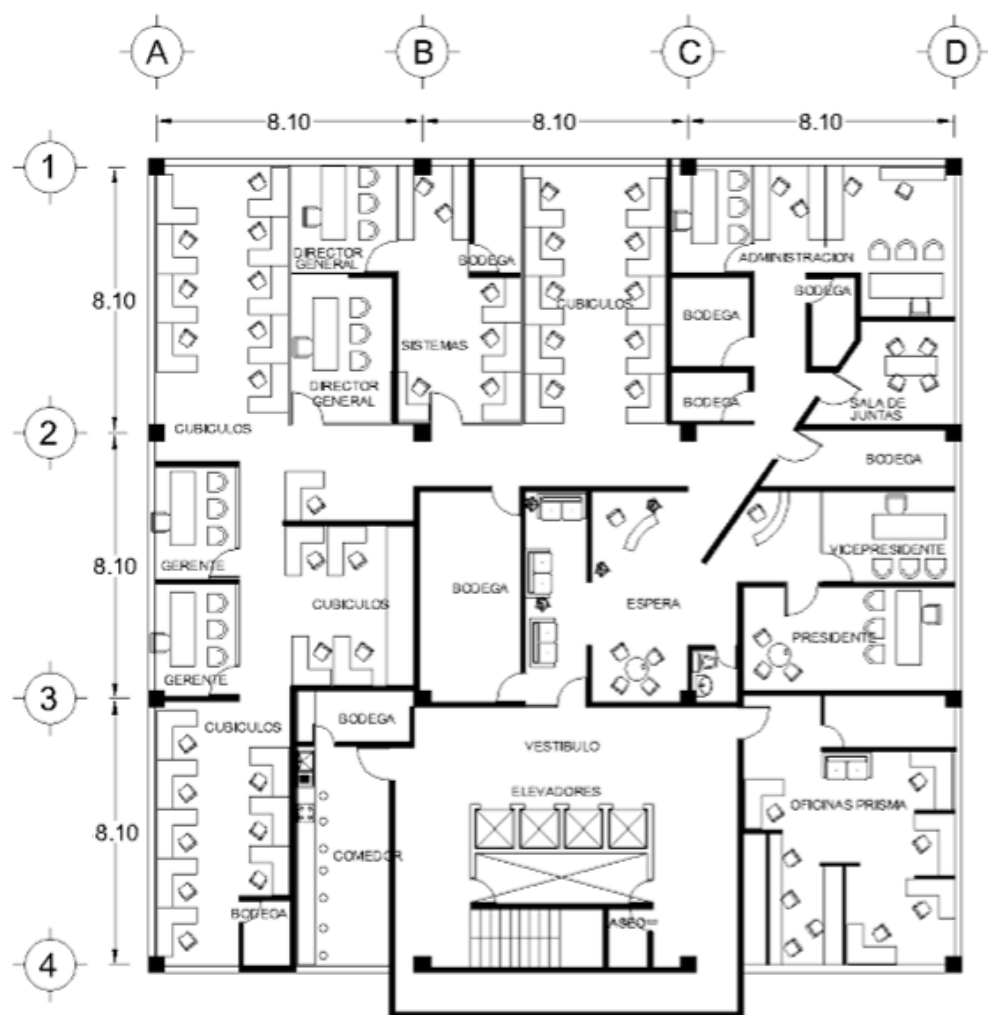 A
B
C
D
8.10
8.10
8.10
1
DIRECTOR
GENERAL
BODEGA
ADMINISTRACION
BODEGA
8.10
CUBICULOS
BODEGA
SISTEMAS
DIRECTOR
GENERAL
BODEGA
SALA DE
JUNTAS
2
CUBICULOS
BODEGA
VICEPRESIDENTE
GERENTE
8.10
BODEGA
CUBICULOS
ESPERA
PRESIDENTE
GERENTE
3
CUBICULOS
BODEGA
VESTIBULO
ELEVADORES
OFICINAS PRISMA
8.10
COMEDOR
BODEGA
ASEO
4